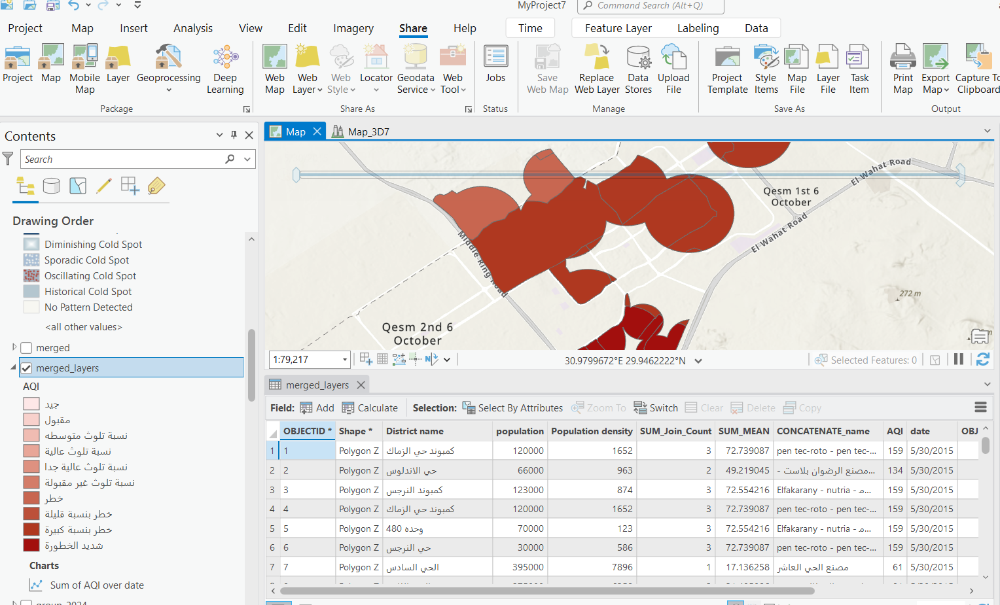 MyProject7
Command Search (Alt+Q)
Project Map Insert Analysis View Edit Imagery Share Help Time Feature Layer Labeling Data
Project Map Mobile Map Layer Geoprocessing Deep Learning
Package
Web Map Web Layer Web Style Locator Geodata Service Web Tool
Share As
Jobs
Status
Save Web Map Replace Web Layer Data Stores Upload File
Manage
Project Template Style Items Map File Layer File Task Item
Save As
Print Map Export Map Capture To Clipboard
Output
Contents
Search
Drawing Order
Diminishing Cold Spot
Sporadic Cold Spot
Oscillating Cold Spot
Historical Cold Spot
No Pattern Detected
<all other values>
merged
merged_layers
AQI
جيد
مقبول
نسبة تلوث متوسطه
نسبة تلوث عالية
نسبة تلوث عالية جدا
نسبة تلوث غير مقبولة
خطر
خطر بنسبة قليلة
خطر بنسبة كبيرة
شديد الخطورة
Charts
Sum of AQI over date
group_2024
Map Map_3D7
El Wahat Road
Qesm 1st 6
October
El Wahat Road
Middle Ring Road
272 m
Qesm 2nd 6
October
1:79,217
30.9799672°E 29.9462222°N
Selected Features: 0
merged_layers
Field: Add Calculate Selection: Select By Attributes Zoom To Switch Clear Delete Copy
OBJECTID * Shape * District name population Population density SUM_Join_Count SUM_MEAN CONCATENATE_name AQI date OBJ
1 1 Polygon Z كمبوند حي الزماك 120000 1652 3 72.739087 pen tec-roto - pen tec-... 159 5/30/2015
2 2 Polygon Z حي الاندلوس 66000 963 2 49.219045 مصنع الرضوان بلاست -... 134 5/30/2015
3 3 Polygon Z كمبوند النرجس 123000 874 3 72.554216 Elfakarany - nutria - مـ... 159 5/30/2015
4 4 Polygon Z كمبوند حي الزماك 120000 1652 3 72.739087 pen tec-roto - pen tec-... 159 5/30/2015
5 5 Polygon Z وحده 480 70000 123 3 72.554216 Elfakarany - nutria - مـ... 159 5/30/2015
6 6 Polygon Z حي النرجس 30000 586 3 72.739087 pen tec-roto - pen tec-... 159 5/30/2015
7 7 Polygon Z الحي السادس 395000 7896 1 17.136258 مصنع الحي العاشر 61 5/30/2015